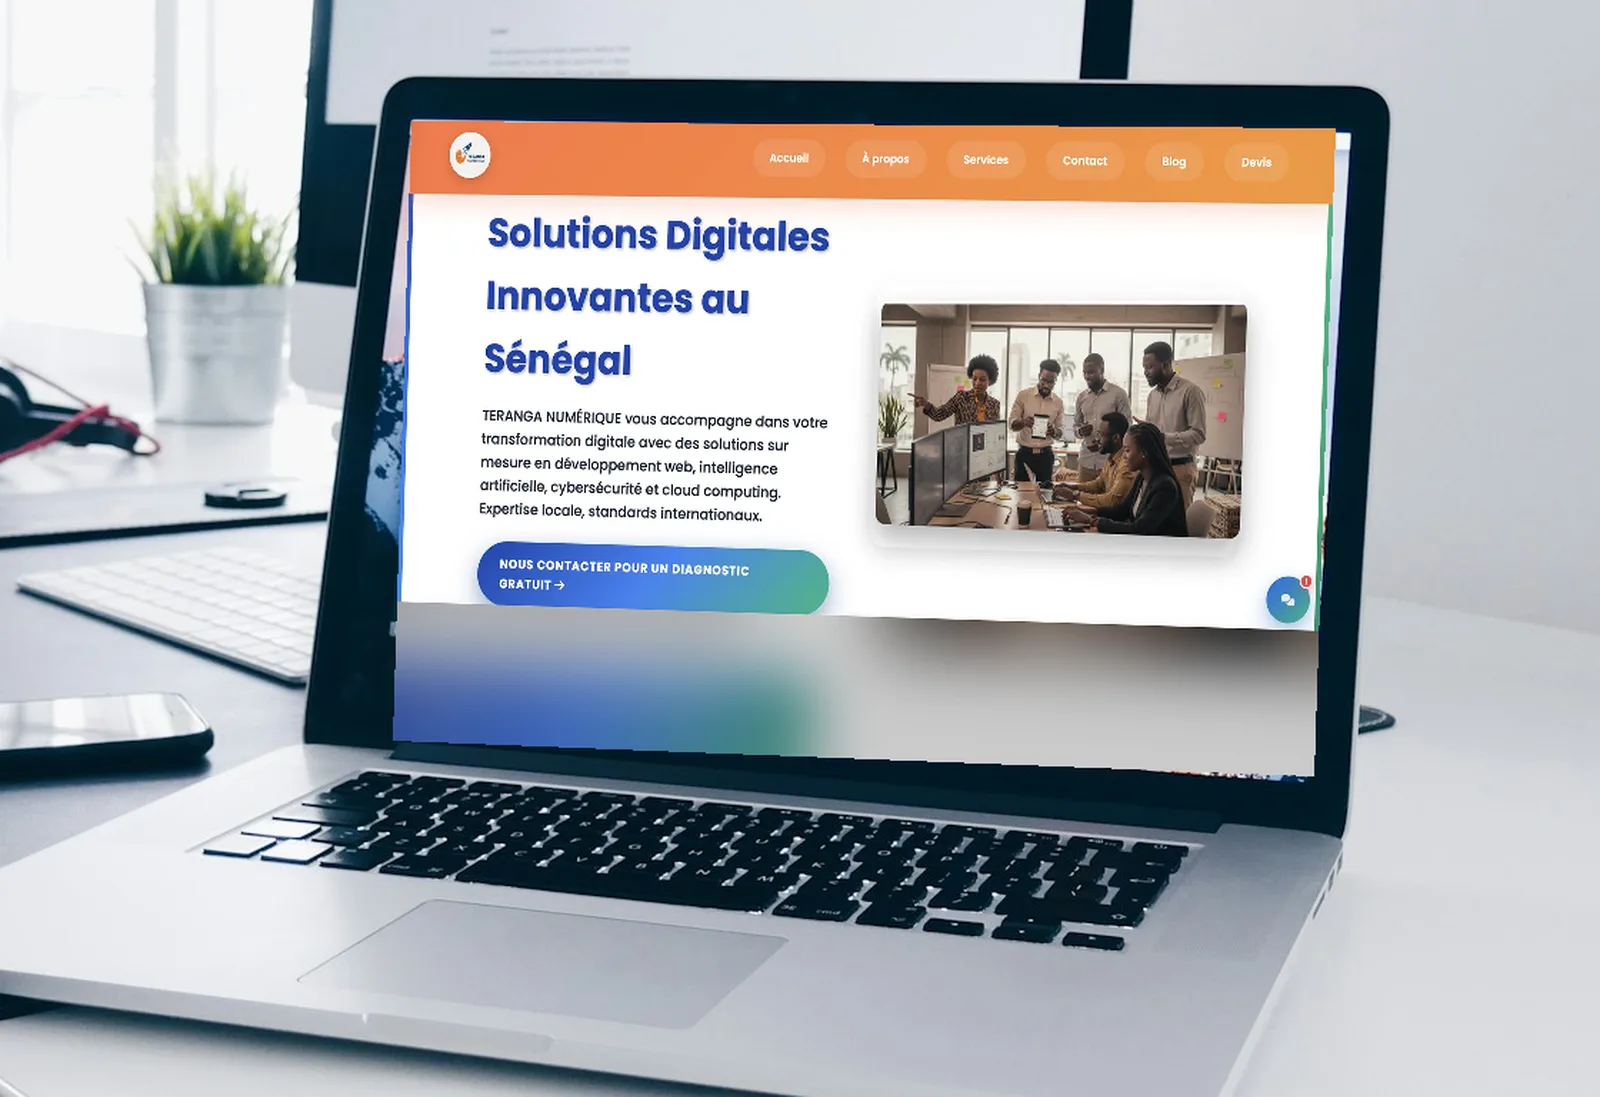 Accueil
À propos
Services
Contact
Blog
Devis
Solutions Digitales
Innovantes au
Sénégal
TERANGA NUMÉRIQUE vous accompagne dans votre
transformation digitale avec des solutions sur
mesure en développement web, intelligence
artificielle, cybersécurité et cloud computing.
Expertise locale, standards internationaux.
NOUS CONTACTER POUR UN DIAGNOSTIC
GRATUIT →